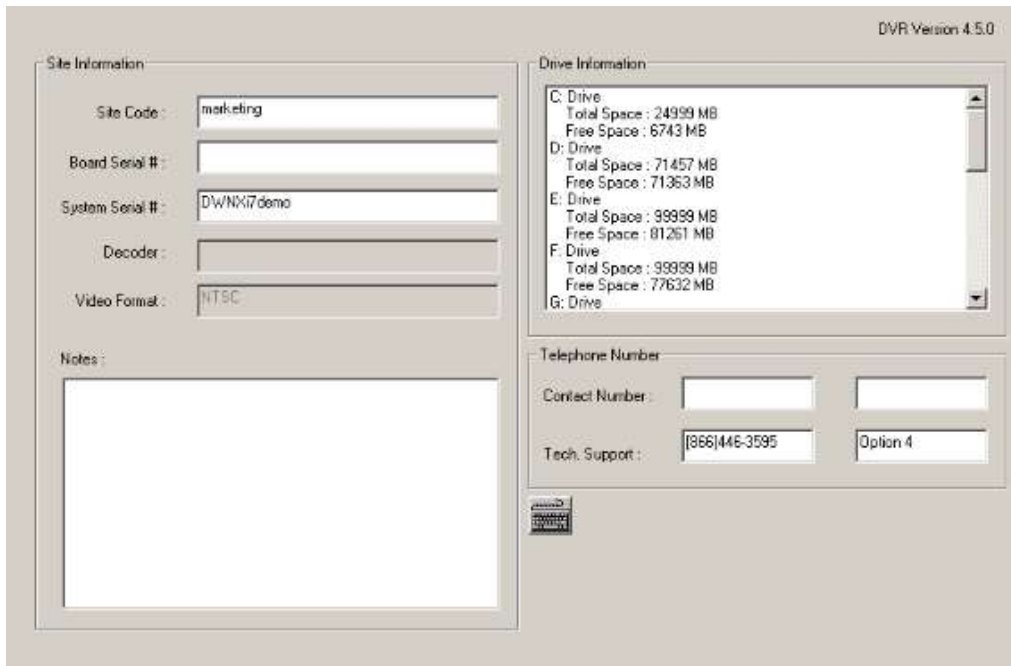 DVR Version 4.5.0
Site Information
Site Code : marketing
Board Serial # :
System Serial # : DWNXi7demo
Decoder :
Video Format : NTSC
Notes :
Drive Information
C: Drive
Total Space : 24999 MB
Free Space : 6743 MB
D: Drive
Total Space : 71457 MB
Free Space : 71363 MB
E: Drive
Total Space : 99999 MB
Free Space : 81261 MB
F: Drive
Total Space : 99999 MB
Free Space : 77632 MB
G: Drive
Telephone Number
Contact Number :
Tech. Support : (866)446-3595 Option 4